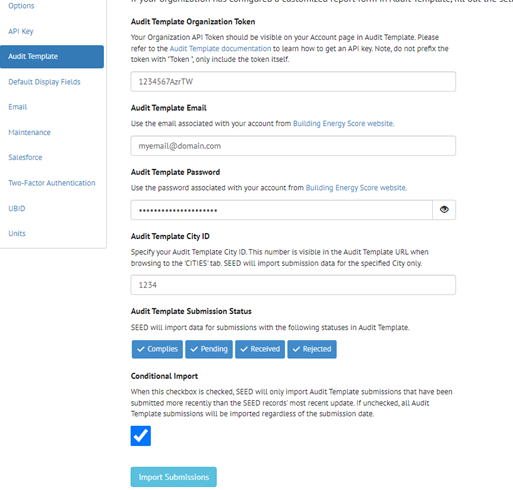 If your organization has configured a customized report form in Audit Template, fill out the
Options
API Key
Audit Template
Default Display Fields
Email
Maintenance
Salesforce
Two-Factor Authentication
UBID
Units
Audit Template Organization Token
Your Organization API Token should be visible on your Account page in Audit Template. Please
refer to the Audit Template documentation to learn how to get an API key. Note, do not prefix the
token with "Token ", only include the token itself.
1234567AzrTW
Audit Template Email
Use the email associated with your account from Building Energy Score website.
myemail@domain.com
Audit Template Password
Use the password associated with your account from Building Energy Score website.
••••••••••••••••••••
Audit Template City ID
Specify your Audit Template City ID. This number is visible in the Audit Template URL when
browsing to the 'CITIES' tab. SEED will import submission data for the specified City only.
1234
Audit Template Submission Status
SEED will import data for submissions with the following statuses in Audit Template.
Complies Pending Received Rejected
Conditional Import
When this checkbox is checked, SEED will only import Audit Template submissions that have been
submitted more recently than the SEED records' most recent update. If unchecked, all Audit
Template submissions will be imported regardless of the submission date.
Import Submissions